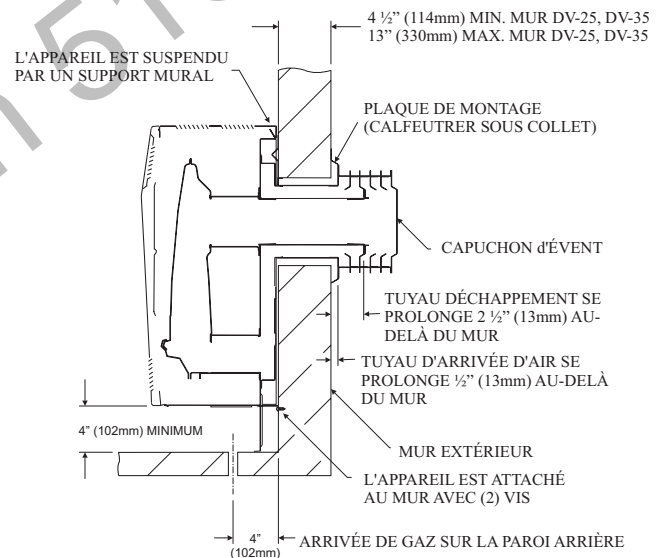 n 51
4 ½” (114mm) MIN. MUR DV-25, DV-35
13” (330mm) MAX. MUR DV-25, DV-35
L'APPAREIL EST SUSPENDU
PAR UN SUPPORT MURAL
PLAQUE DE MONTAGE
(CALFEUTRER SOUS COLLET)
CAPUCHON d'ÉVENT
TUYAU DÉCHAPPEMENT SE
PROLONGE 2 ½” (13mm) AU-
DELÀ DU MUR
TUYAU D'ARRIVÉE D'AIR SE
PROLONGE ½” (13mm) AU-DELÀ
DU MUR
4” (102mm) MINIMUM
MUR EXTÉRIEUR
L'APPAREIL EST ATTACHÉ
AU MUR AVEC (2) VIS
4”
(102mm)
ARRIVÉE DE GAZ SUR LA PAROI ARRIÈRE